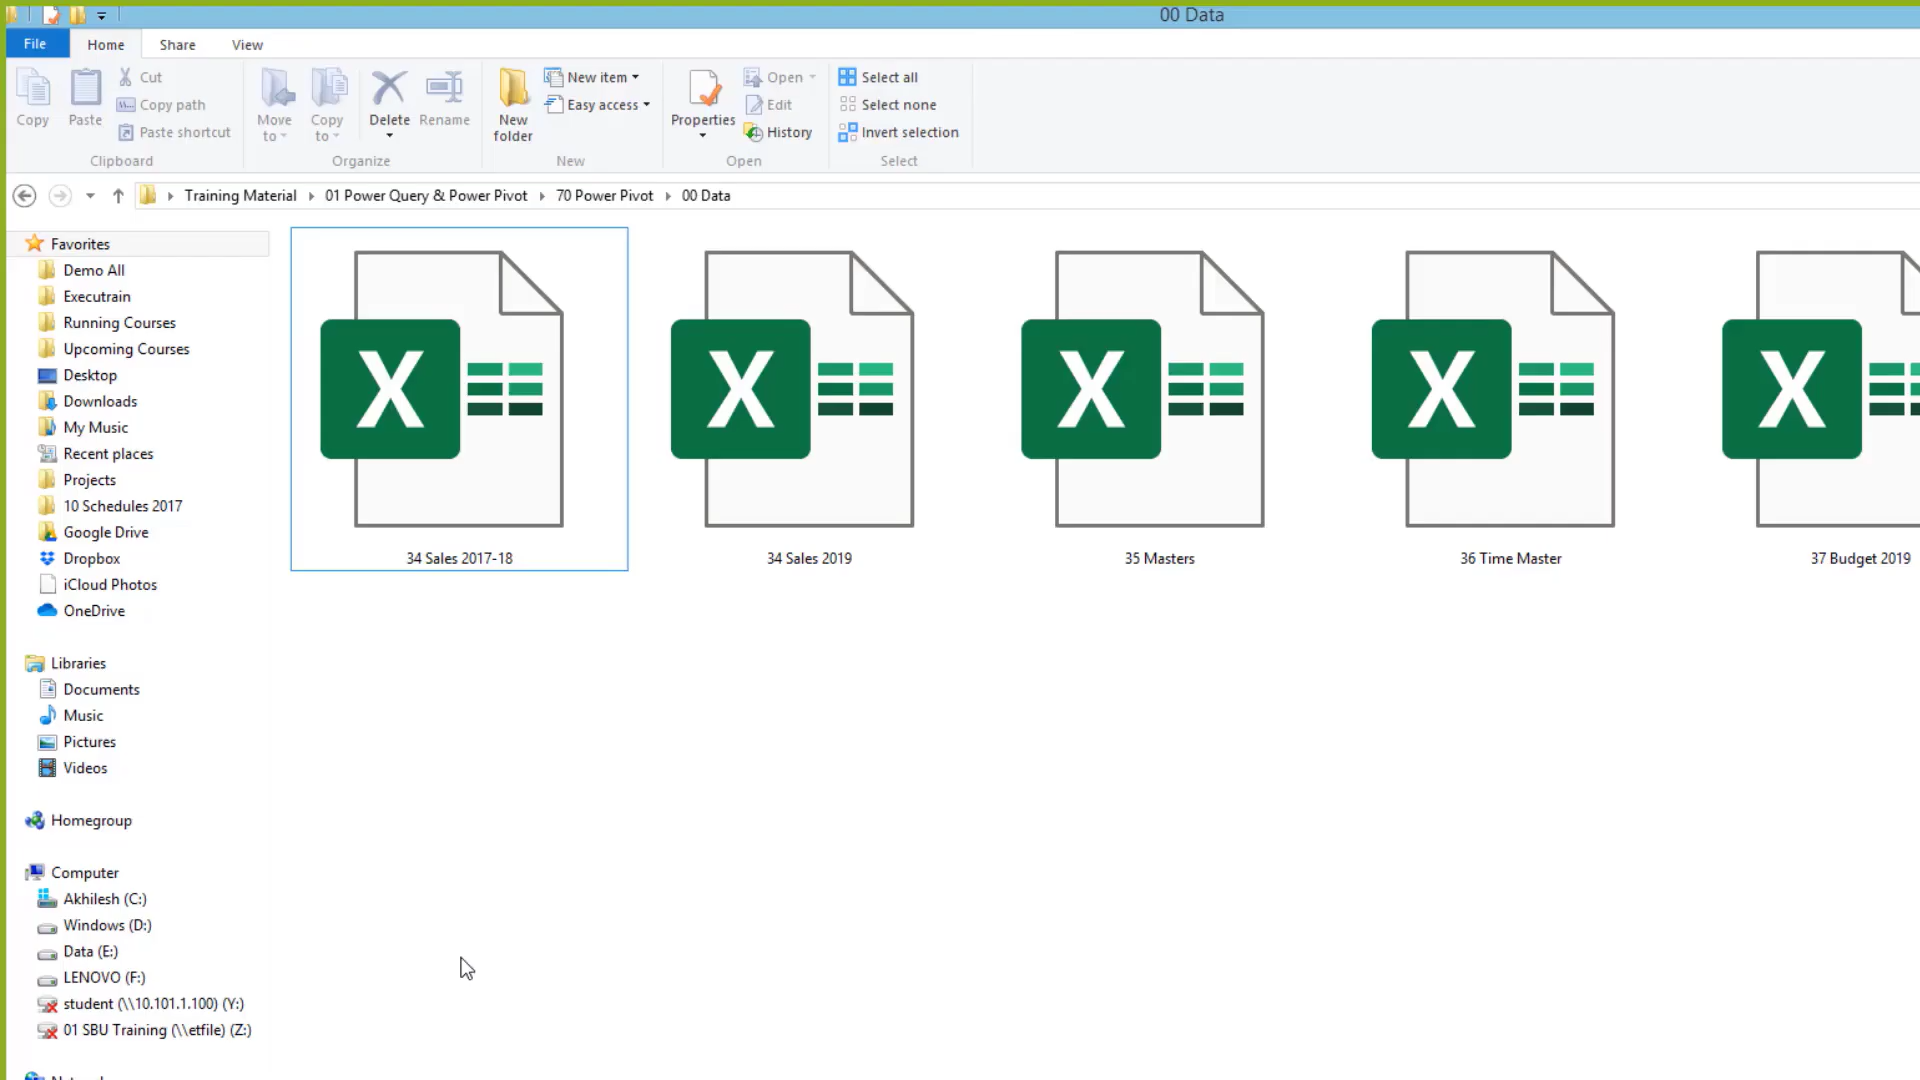 00 Data
File Home Share View
Copy
Paste
Cut
Copy path
Paste shortcut
Clipboard
Move to
Copy to
Delete
Rename
Organize
New folder
New item
Easy access
New
Properties
Open
Edit
History
Open
Select all
Select none
Invert selection
Select
Training Material 01 Power Query & Power Pivot 70 Power Pivot 00 Data
Favorites
Demo All
Executrain
Running Courses
Upcoming Courses
Desktop
Downloads
My Music
Recent places
Projects
10 Schedules 2017
Google Drive
Dropbox
iCloud Photos
OneDrive
Libraries
Documents
Music
Pictures
Videos
Homegroup
Computer
Akhilesh (C:)
Windows (D:)
Data (E:)
LENOVO (F:)
student (\\10.101.1.100) (Y:)
01 SBU Training (\\etfile) (Z:)
X X X X X
34 Sales 2017-18
34 Sales 2019
35 Masters
36 Time Master
37 Budget 2019